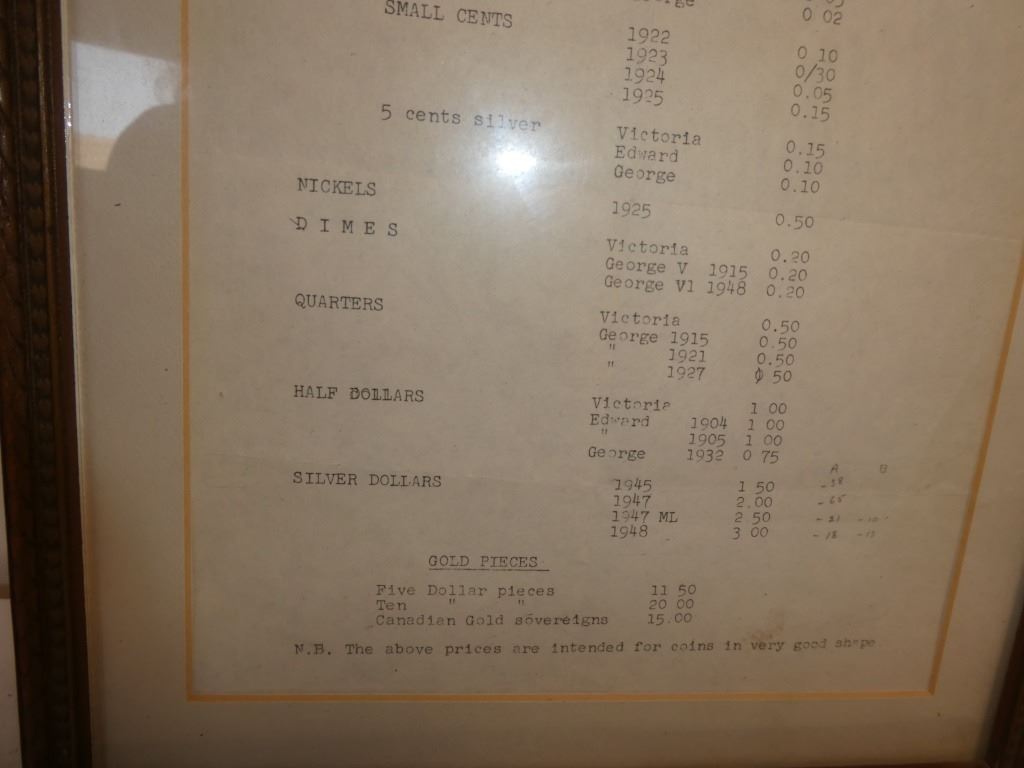 0 02
SMALL CENTS
1922 0 10
1923 0/30
1924 0.05
1925 0.15
5 cents silver
Victoria 0.15
Edward 0.10
George 0.10
NICKELS
1925 0.50
D I M E S
Victoria 0.20
George V 1915 0.20
George V1 1948 0.20
QUARTERS
Victoria 0.50
George 1915 0.50
" 1921 0.50
" 1927 0 50
HALF DOLLARS
Victoria 1 00
Edward 1904 1 00
" 1905 1 00
George 1932 0 75
A B
SILVER DOLLARS
1945 1 50 -38
1947 2.00 -65
1947 ML 2 50 -21 -10
1948 3 00 -18 -15
GOLD PIECES
Five Dollar pieces 11 50
Ten " " 20 00
Canadian Gold sovereigns 15.00
N.B. The above prices are intended for coins in very good shape